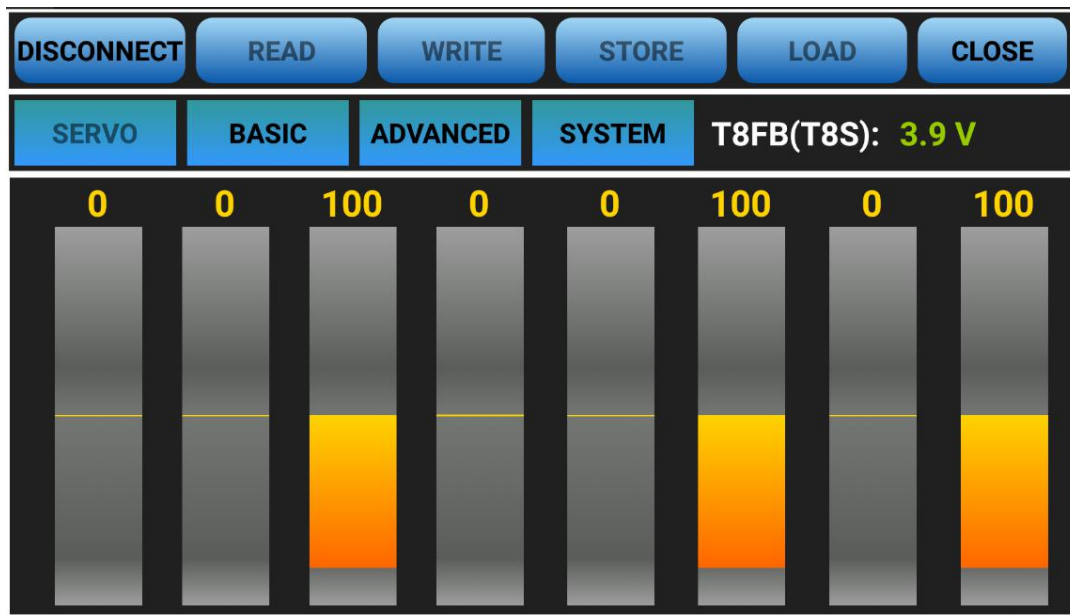 DISCONNECT READ WRITE STORE LOAD CLOSE
SERVO BASIC ADVANCED SYSTEM T8FB(T8S): 3.9 V
0 0 100 0 0 100 0 100